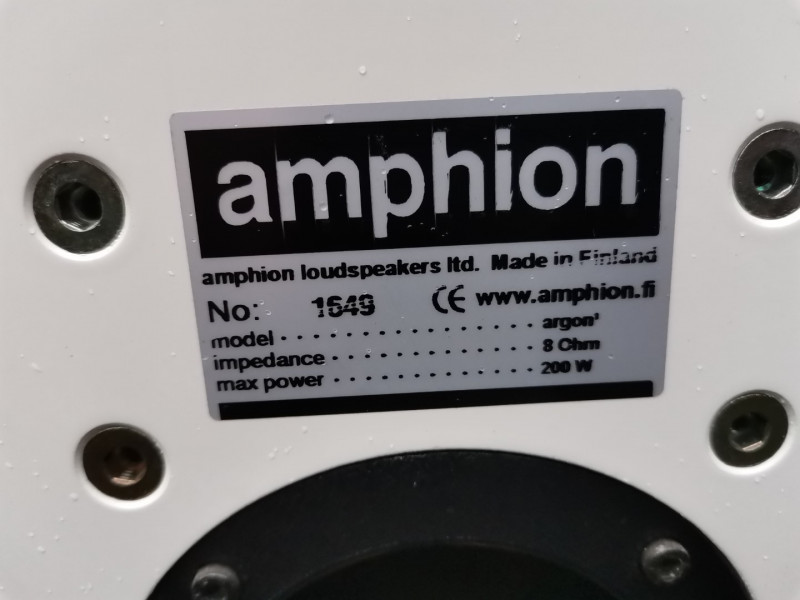 amphion
amphion loudspeakers ltd. Made in Finland
No: 1649 CE www.amphion.fi
model · · · · · · · · · · · · · · · · argon³
impedance · · · · · · · · · · · · · 8 Ohm
max power · · · · · · · · · · · · · 200 W